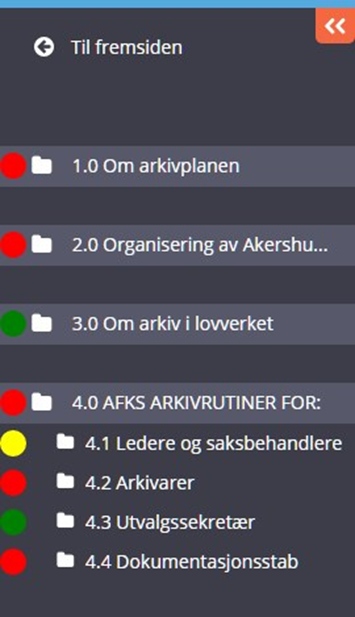 Til fremsiden
1.0 Om arkivplanen
2.0 Organisering av Akershu...
3.0 Om arkiv i lovverket
4.0 AFKS ARKIVRUTINER FOR:
4.1 Ledere og saksbehandlere
4.2 Arkivarer
4.3 Utvalgssekretær
4.4 Dokumentasjonsstab